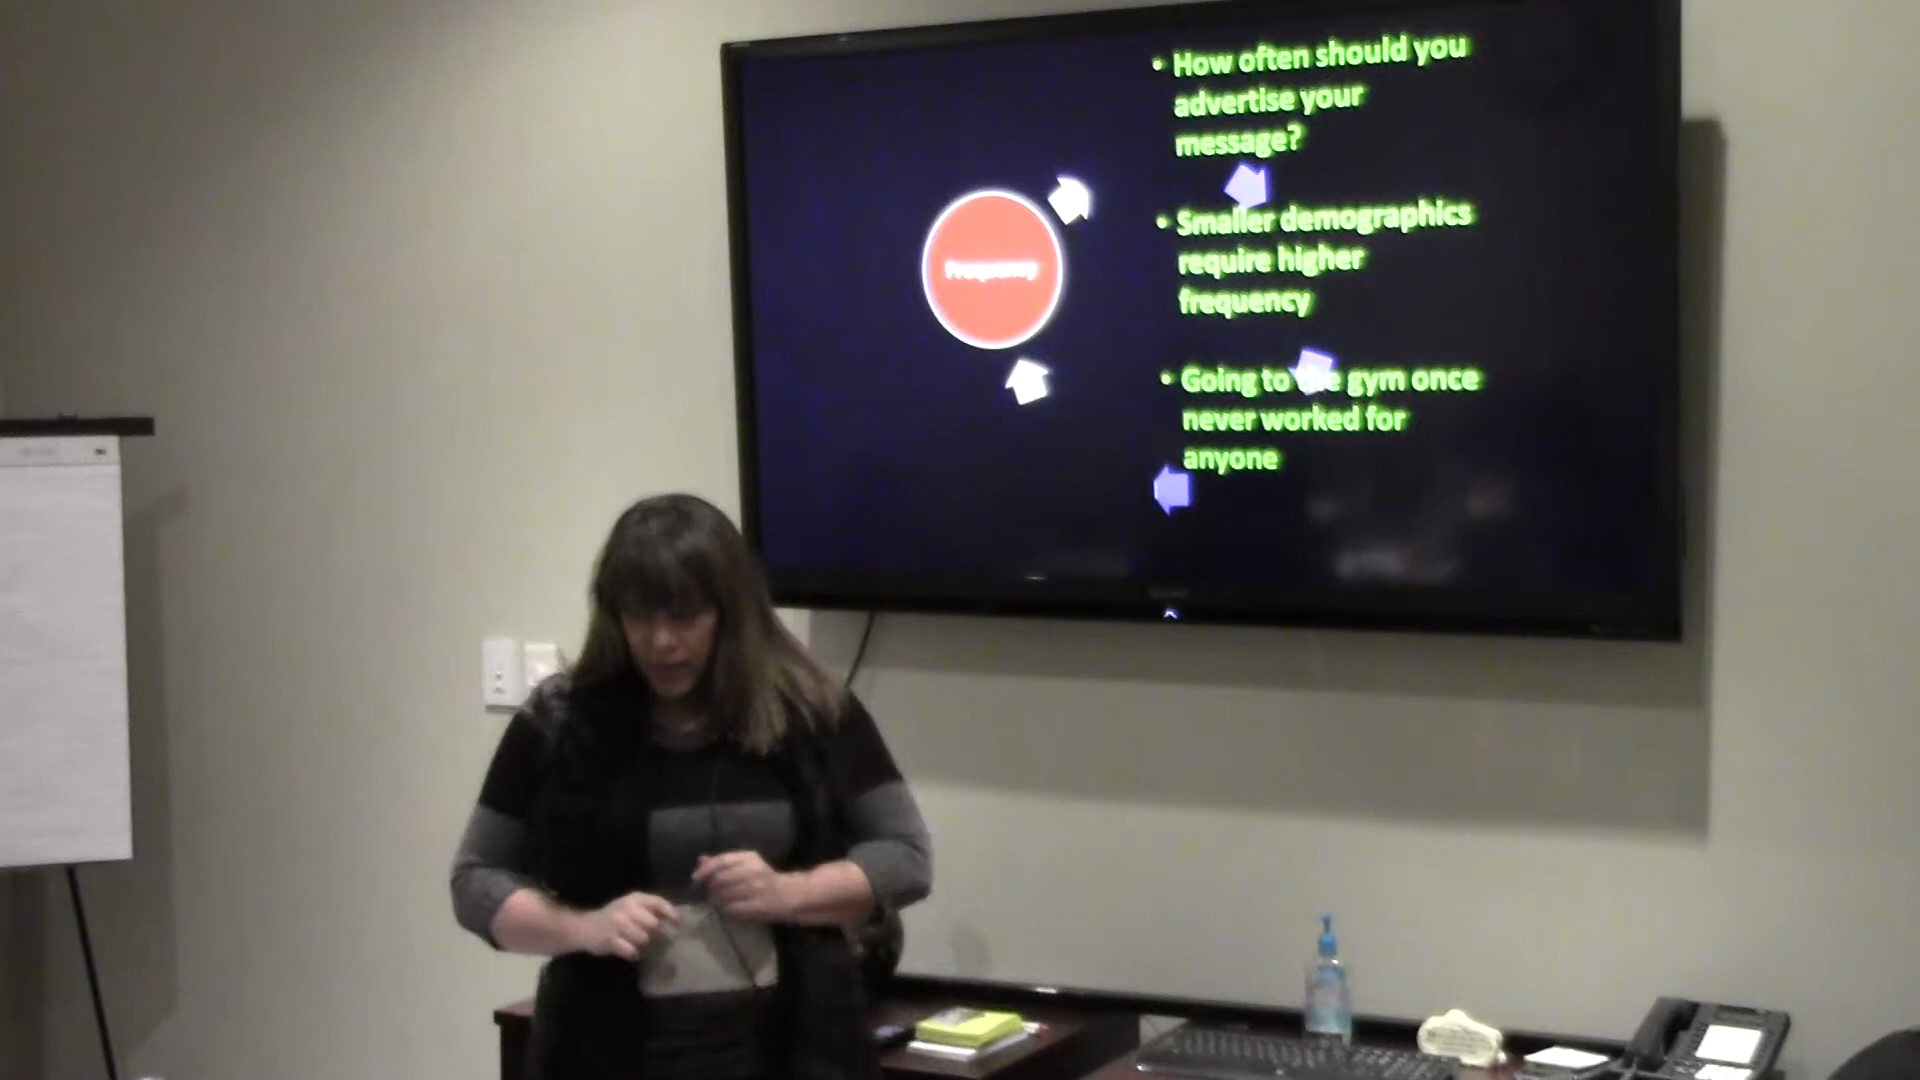 • How often should you
advertise your
message?
• Smaller demographics
require higher
frequency
• Going to the gym once
never worked for
anyone
Frequency